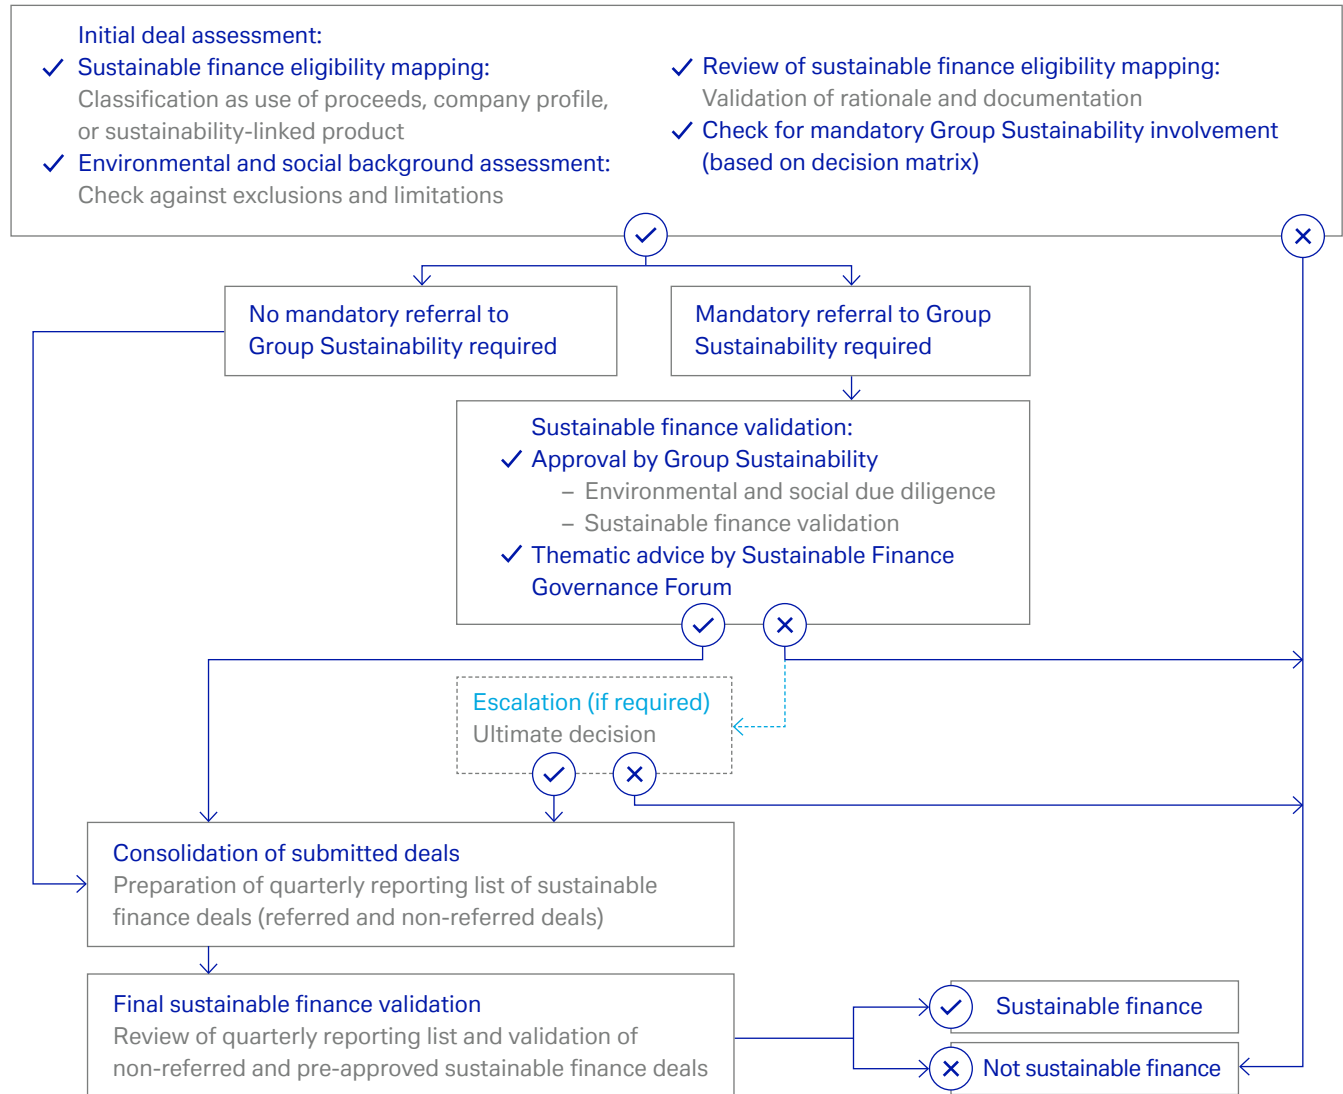 Initial deal assessment:
Sustainable finance eligibility mapping:
Classification as use of proceeds, company profile,
or sustainability-linked product
Environmental and social background assessment:
Check against exclusions and limitations
Review of sustainable finance eligibility mapping:
Validation of rationale and documentation
Check for mandatory Group Sustainability involvement
(based on decision matrix)
No mandatory referral to
Group Sustainability required
Mandatory referral to Group
Sustainability required
Sustainable finance validation:
Approval by Group Sustainability
– Environmental and social due diligence
– Sustainable finance validation
Thematic advice by Sustainable Finance
Governance Forum
Escalation (if required)
Ultimate decision
Consolidation of submitted deals
Preparation of quarterly reporting list of sustainable
finance deals (referred and non-referred deals)
Final sustainable finance validation
Review of quarterly reporting list and validation of
non-referred and pre-approved sustainable finance deals
Sustainable finance
Not sustainable finance